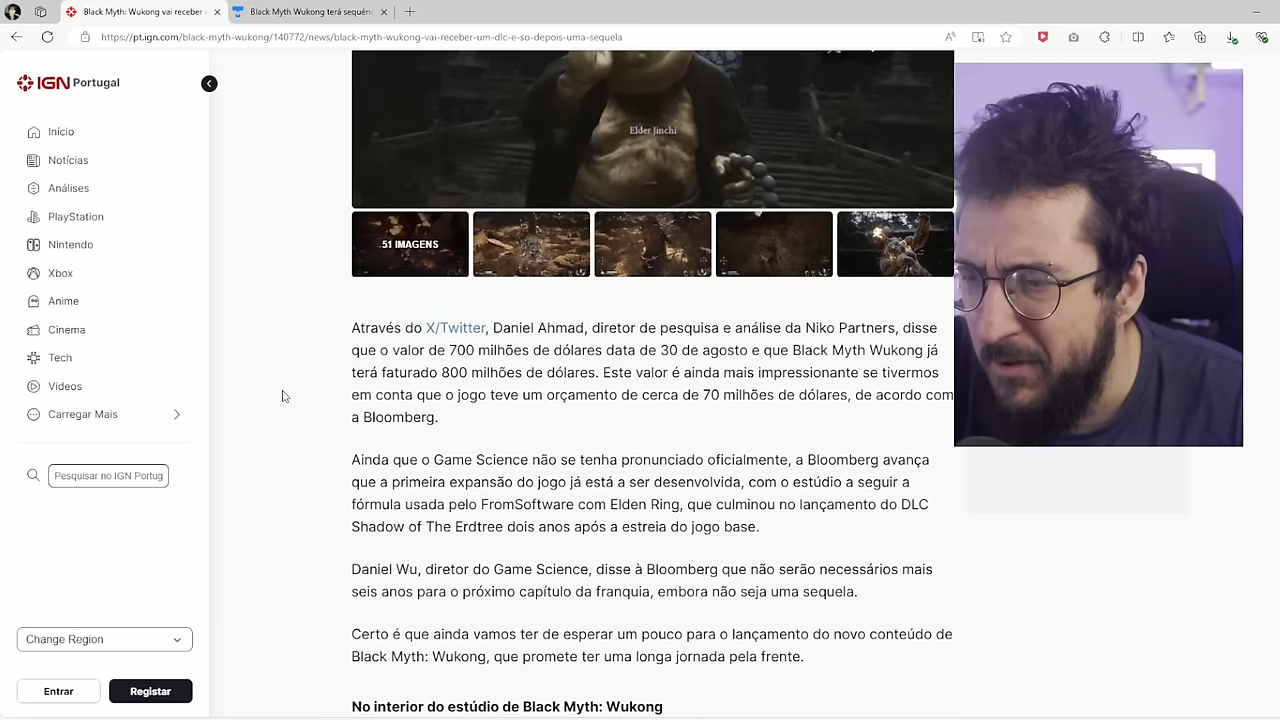 Black Myth: Wukong vai receber
Black Myth Wukong terá sequênc
https://pt.ign.com/black-myth-wukong/140772/news/black-myth-wukong-vai-receber-um-dlc-e-so-depois-uma-sequela
IGN Portugal
Início
Notícias
Análises
PlayStation
Nintendo
Xbox
Anime
Cinema
Tech
Videos
Carregar Mais
Pesquisar no IGN Portug
Change Region
Entrar
Registar
Elder Jinchi
51 IMAGENS
Através do X/Twitter, Daniel Ahmad, diretor de pesquisa e análise da Niko Partners, disse
que o valor de 700 milhões de dólares data de 30 de agosto e que Black Myth Wukong já
terá faturado 800 milhões de dólares. Este valor é ainda mais impressionante se tivermos
em conta que o jogo teve um orçamento de cerca de 70 milhões de dólares, de acordo com
a Bloomberg.
Ainda que o Game Science não se tenha pronunciado oficialmente, a Bloomberg avança
que a primeira expansão do jogo já está a ser desenvolvida, com o estúdio a seguir a
fórmula usada pelo FromSoftware com Elden Ring, que culminou no lançamento do DLC
Shadow of The Erdtree dois anos após a estreia do jogo base.
Daniel Wu, diretor do Game Science, disse à Bloomberg que não serão necessários mais
seis anos para o próximo capítulo da franquia, embora não seja uma sequela.
Certo é que ainda vamos ter de esperar um pouco para o lançamento do novo conteúdo de
Black Myth: Wukong, que promete ter uma longa jornada pela frente.
No interior do estúdio de Black Myth: Wukong